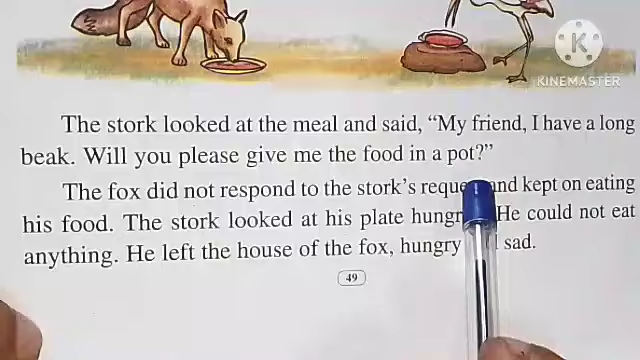 KINEMASTER
The stork looked at the meal and said, “My friend, I have a long
beak. Will you please give me the food in a pot?”
The fox did not respond to the stork’s reque nd kept on eating
his food. The stork looked at his plate hungr He could not eat
anything. He left the house of the fox, hungry sad.
49